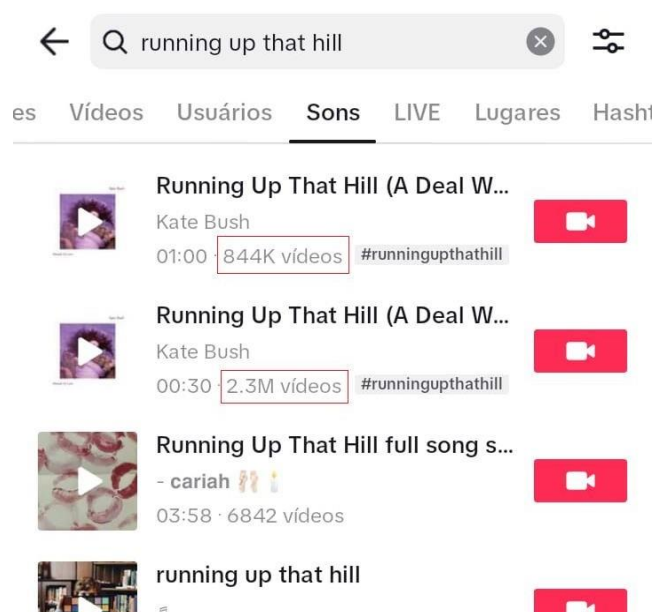 running up that hill
es Vídeos Usuários Sons LIVE Lugares Hasht
Running Up That Hill (A Deal W...
Kate Bush
01:00 · 844K vídeos #runningupthathill
Running Up That Hill (A Deal W...
Kate Bush
00:30 · 2.3M vídeos #runningupthathill
Running Up That Hill full song s...
- cariah 🩰🕯️
03:58 · 6842 vídeos
running up that hill